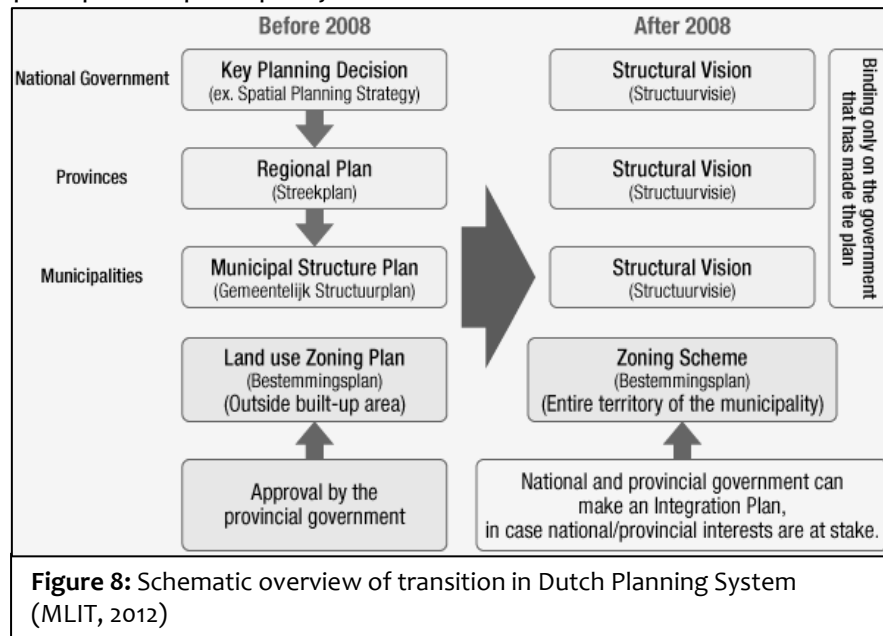 Before 2008
After 2008
National Government
Key Planning Decision
(ex. Spatial Planning Strategy)
Structural Vision
(Structuurvisie)
Provinces
Regional Plan
(Streekplan)
Structural Vision
(Structuurvisie)
Municipalities
Municipal Structure Plan
(Gemeentelijk Structuurplan)
Structural Vision
(Structuurvisie)
Binding only on the government
that has made the plan
Land use Zoning Plan
(Bestemmingsplan)
(Outside built-up area)
Zoning Scheme
(Bestemmingsplan)
(Entire territory of the municipality)
Approval by the
provincial government
National and provincial government can
make an Integration Plan,
in case national/provincial interests are at stake.
Figure 8: Schematic overview of transition in Dutch Planning System
(MLIT, 2012)